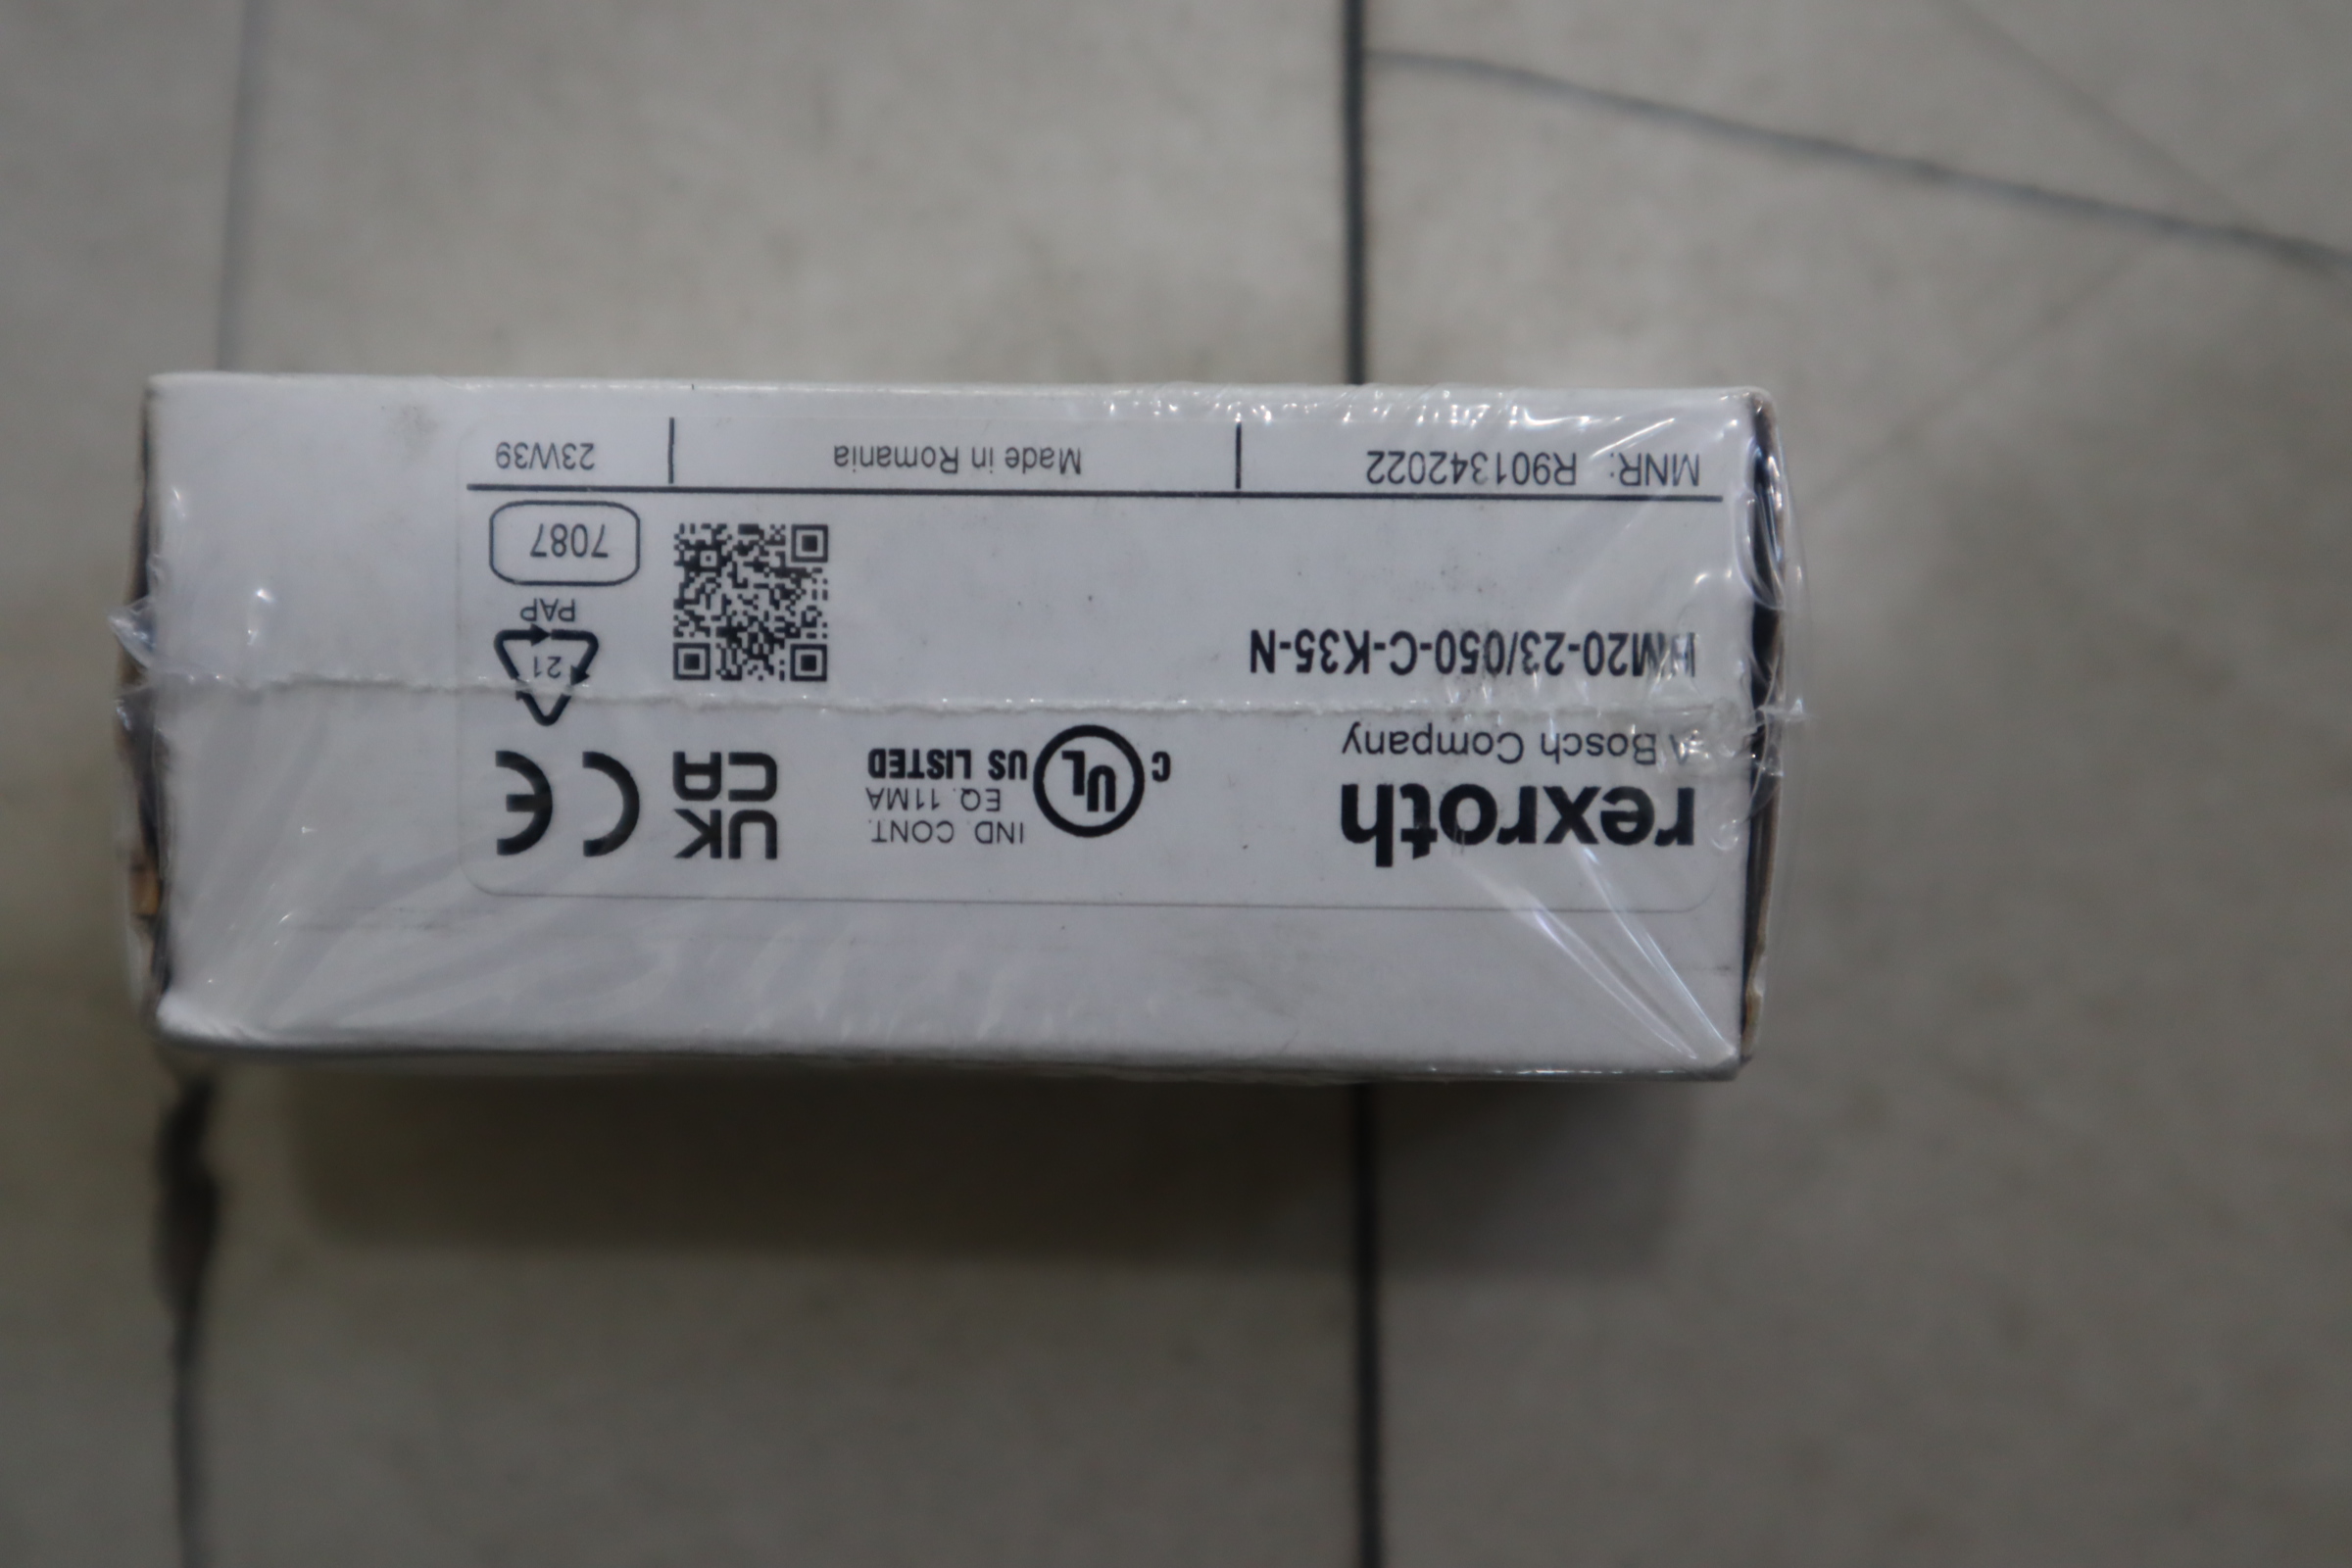 rexroth
A Bosch Company
C UL US LISTED
IND. CONT.
EQ. 11MA
UK
CA
CE
HM20-23/050-C-K35-N
21
PAP
7087
MNR: R901342022
Made in Romania
23W39